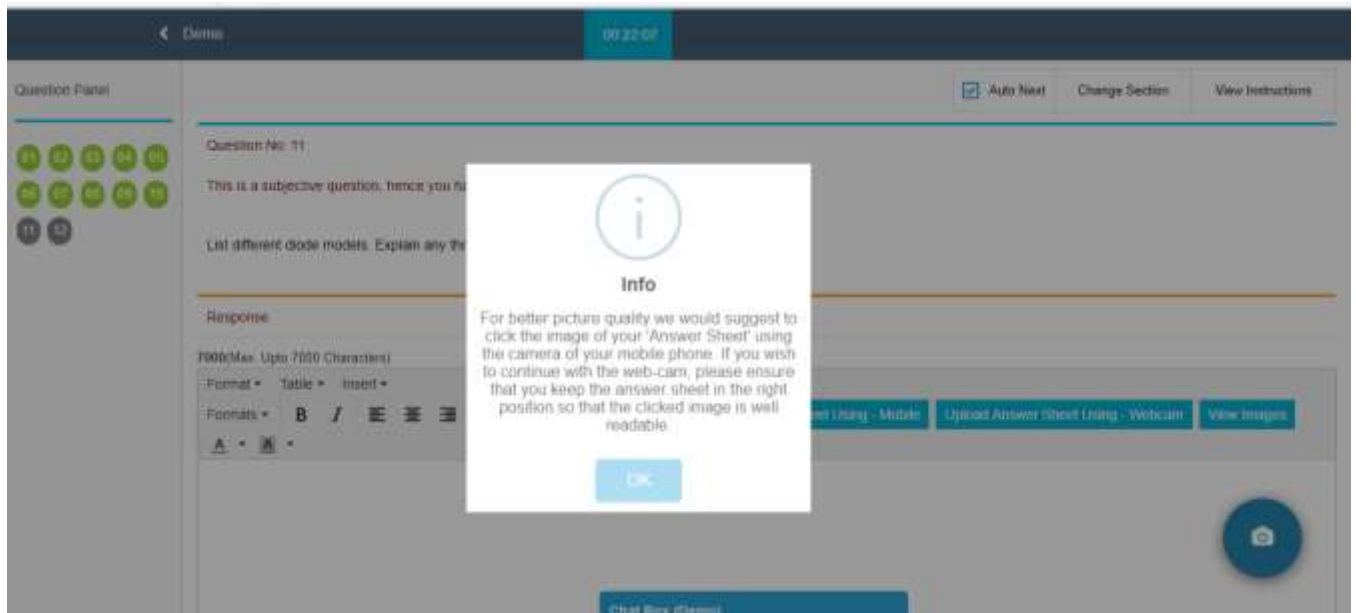 Demo
00:22:07
Question Panel
Auto Next
Change Section
View Instructions
01 02 03 04 05
06 07 08 09 10
11 12
Question No: 11
This is a subjective question, hence you
List different diode models. Explain any
Info
For better picture quality we would suggest to
click the image of your 'Answer Sheet' using
the camera of your mobile phone. If you wish
to continue with the web-cam, please ensure
that you keep the answer sheet in the right
position so that the clicked image is well
readable.
OK
Response
(Max. Upto 7000 Characters)
Format Table Insert
Formats B I
A A
Using - Mobile
Upload Answer Sheet Using - Webcam
View Images
Chat Box (Demo)